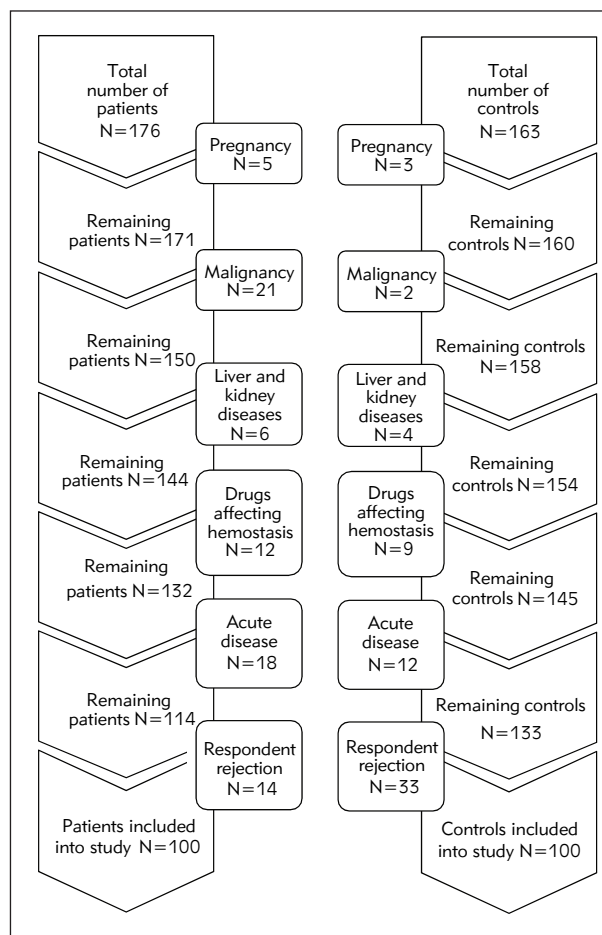 Total
number of
patients
N=176
Pregnancy
N=5
Remaining
patients N=171
Malignancy
N=21
Remaining
patients N=150
Liver and
kidney
diseases
N=6
Remaining
patients N=144
Drugs
affecting
hemostasis
N=12
Remaining
patients N=132
Acute
disease
N=18
Remaining
patients N=114
Respondent
rejection
N=14
Patients included
into study N=100
Total
number of
controls
N=163
Pregnancy
N=3
Remaining
controls N=160
Malignancy
N=2
Remaining controls
N=158
Liver and
kidney
diseases
N=4
Remaining
controls N=154
Drugs
affecting
hemostasis
N=9
Remaining
controls N=145
Acute
disease
N=12
Remaining controls
N=133
Respondent
rejection
N=33
Controls included
into study N=100